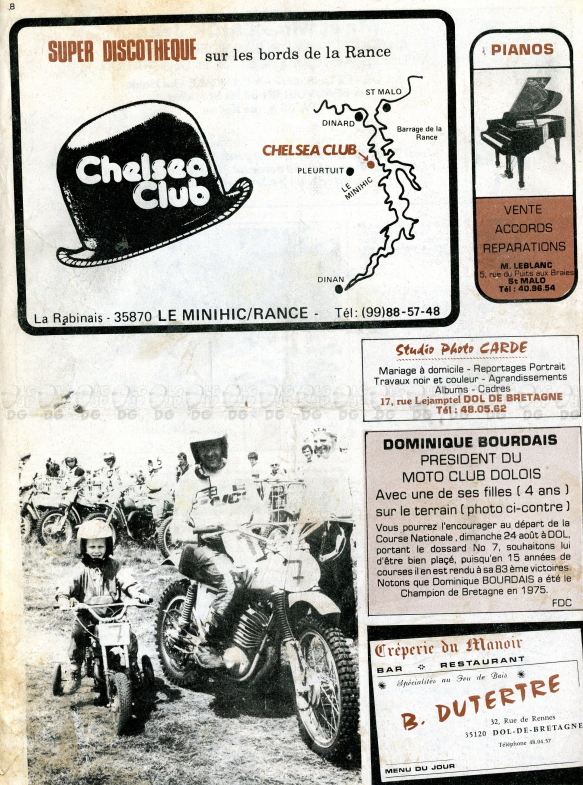 8
SUPER DISCOTHEQUE sur les bords de la Rance
Chelsea
Club
ST MALO
DINARD
Barrage de la
Rance
CHELSEA CLUB
PLEURTUIT
LE
MINIHIC
DINAN
La Rabinais - 35870 LE MINIHIC/RANCE - Tél: (99)88-57-48
PIANOS
VENTE
ACCORDS
REPARATIONS
M. LEBLANC
5, rue du Puits aux Braies
St MALO
Tél : 40.96.54
Studio Photo CARDE
Mariage à domicile - Reportages Portrait
Travaux noir et couleur - Agrandissements
Albums - Cadres
17, rue Lejamptel DOL DE BRETAGNE
Tél : 48.05.62
DOMINIQUE BOURDAIS
PRESIDENT DU
MOTO CLUB DOLOIS
Avec une de ses filles ( 4 ans )
sur le terrain ( photo ci-contre )
Vous pourrez l'encourager au départ de la
Course Nationale , dimanche 24 août à DOL,
portant le dossard No 7, souhaitons lui
d'être bien plaçé, puisqu'en 15 années de
courses il en est rendu à sa 83 ème victoires.
Notons que Dominique BOURDAIS a été le
Champion de Bretagne en 1975.
FDC
7
Crêperie du Manoir
BAR RESTAURANT
Spécialités au Feu de Bois
B. DUTERTRE
32, Rue de Rennes
35120 DOL-DE-BRETAGNE
Téléphone 48.04.57
MENU DU JOUR